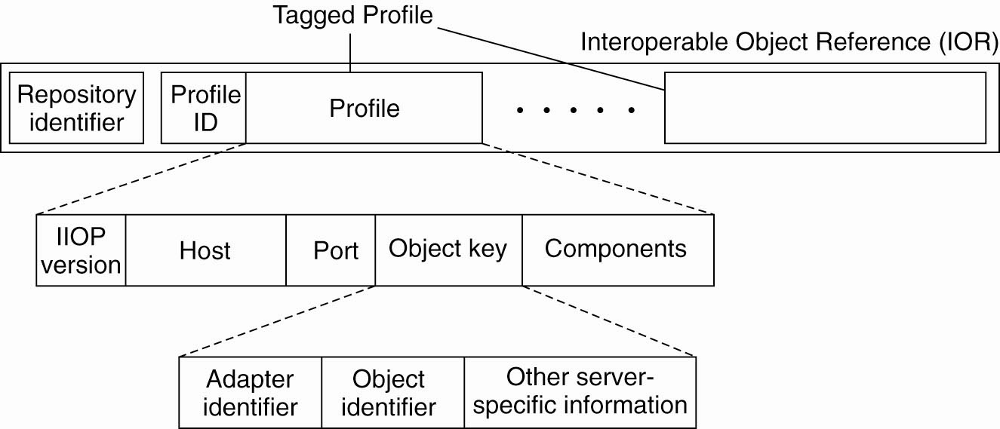 Tagged Profile
Interoperable Object Reference (IOR)
Repository
identifier
Profile
ID
Profile
IIOP
version
Host
Port
Object key
Components
Adapter
identifier
Object
identifier
Other server-
specific information